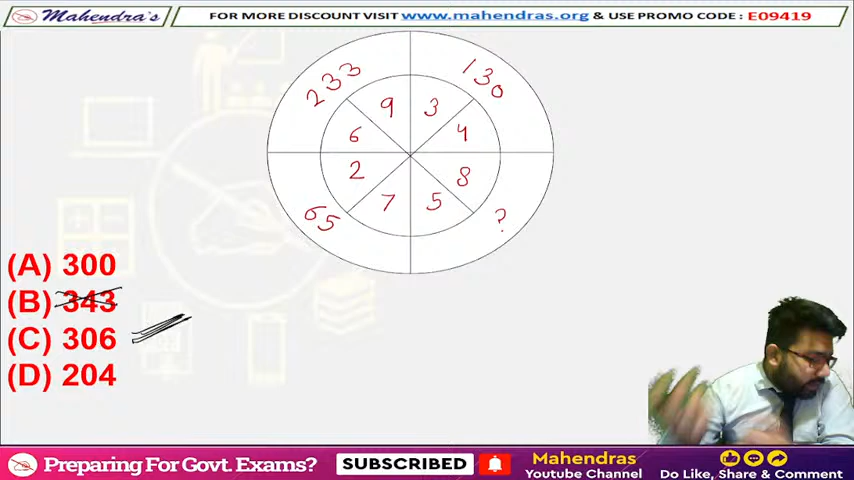 Mahendra's
FOR MORE DISCOUNT VISIT www.mahendras.org & USE PROMO CODE : E09419
233
130
9
3
6
4
2
8
7
5
65
?
(A) 300
(B) 343
(C) 306
(D) 204
Preparing For Govt. Exams?
SUBSCRIBED
Mahendras
Youtube Channel
Do Like, Share & Comment